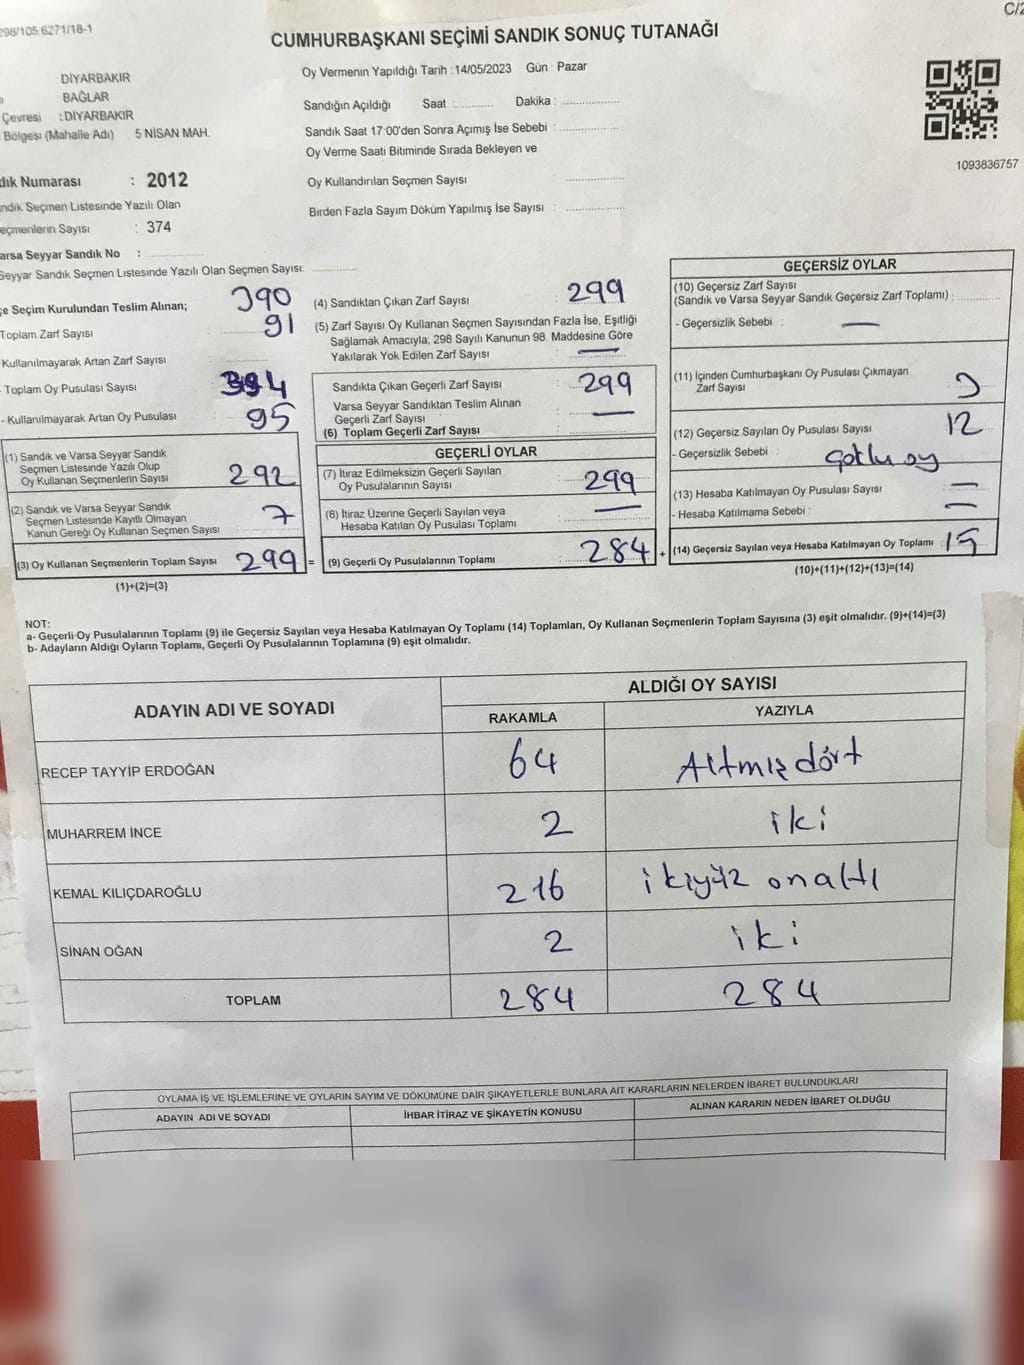 298/105.6271/18-1
C/2
CUMHURBAŞKANI SEÇİMİ SANDIK SONUÇ TUTANAĞI
DİYARBAKIR
BAĞLAR
Çevresi : DİYARBAKIR
Bölgesi (Mahalle Adı) 5 NİSAN MAH.
Oy Vermenin Yapıldığı Tarih : 14/05/2023 Gün : Pazar
Sandığın Açıldığı Saat : Dakika :
Sandık Saat 17:00'den Sonra Açılmış İse Sebebi :
Oy Verme Saati Bitiminde Sırada Bekleyen ve
Oy Kullandırılan Seçmen Sayısı :
Birden Fazla Sayım Döküm Yapılmış İse Sayısı :
1093836757
dık Numarası : 2012
ndık Seçmen Listesinde Yazılı Olan
eçmenlerin Sayısı : 374
arsa Seyyar Sandık No :
Seyyar Sandık Seçmen Listesinde Yazılı Olan Seçmen Sayısı:
çe Seçim Kurulundan Teslim Alınan; 390
Toplam Zarf Sayısı : 91
Kullanılmayarak Artan Zarf Sayısı :
- Toplam Oy Pusulası Sayısı : 394
- Kullanılmayarak Artan Oy Pusulası : 95
(1) Sandık ve Varsa Seyyar Sandık
Seçmen Listesinde Yazılı Olup
Oy Kullanan Seçmenlerin Sayısı : 292
(2) Sandık ve Varsa Seyyar Sandık
Seçmen Listesinde Kayıtlı Olmayan
Kanun Gereği Oy Kullanan Seçmen Sayısı : 7
(3) Oy Kullanan Seçmenlerin Toplam Sayısı 299 =
(1)+(2)=(3)
(4) Sandıktan Çıkan Zarf Sayısı : 299
(5) Zarf Sayısı Oy Kullanan Seçmen Sayısından Fazla İse, Eşitliği
Sağlamak Amacıyla; 298 Sayılı Kanunun 98. Maddesine Göre
Yakılarak Yok Edilen Zarf Sayısı : —
Sandıkta Çıkan Geçerli Zarf Sayısı : 299
Varsa Seyyar Sandıktan Teslim Alınan
Geçerli Zarf Sayısı : —
(6) Toplam Geçerli Zarf Sayısı :
GEÇERLİ OYLAR
(7) İtiraz Edilmeksizin Geçerli Sayılan
Oy Pusulalarının Sayısı : 299
(8) İtiraz Üzerine Geçerli Sayılan veya
Hesaba Katılan Oy Pusulası Toplamı : —
(9) Geçerli Oy Pusulalarının Toplamı : 284 +
GEÇERSİZ OYLAR
(10) Geçersiz Zarf Sayısı
(Sandık ve Varsa Seyyar Sandık Geçersiz Zarf Toplamı) :
- Geçersizlik Sebebi : —
(11) İçinden Cumhurbaşkanı Oy Pusulası Çıkmayan
Zarf Sayısı : 3
(12) Geçersiz Sayılan Oy Pusulası Sayısı : 12
- Geçersizlik Sebebi : çoklu oy
(13) Hesaba Katılmayan Oy Pusulası Sayısı : —
- Hesaba Katılmama Sebebi : —
(14) Geçersiz Sayılan veya Hesaba Katılmayan Oy Toplamı : 15
(10)+(11)+(12)+(13)=(14)
NOT:
a- Geçerli Oy Pusulalarının Toplamı (9) ile Geçersiz Sayılan veya Hesaba Katılmayan Oy Toplamı (14) Toplamları, Oy Kullanan Seçmenlerin Toplam Sayısına (3) eşit olmalıdır. (9)+(14)=(3)
b- Adayların Aldığı Oyların Toplamı, Geçerli Oy Pusulalarının Toplamına (9) eşit olmalıdır.
ADAYIN ADI VE SOYADI ALDIĞI OY SAYISI
RAKAMLA YAZIYLA
RECEP TAYYİP ERDOĞAN 64 Altmış dört
MUHARREM İNCE 2 iki
KEMAL KILIÇDAROĞLU 216 ikiyüz onaltı
SİNAN OĞAN 2 iki
TOPLAM 284 284
OYLAMA İŞ VE İŞLEMLERİNE VE OYLARIN SAYIM VE DÖKÜMÜNE DAİR ŞİKAYETLERLE BUNLARA AİT KARARLARIN NELERDEN İBARET BULUNDUKLARI
ADAYIN ADI VE SOYADI İHBAR İTİRAZ VE ŞİKAYETİN KONUSU ALINAN KARARIN NEDEN İBARET OLDUĞU